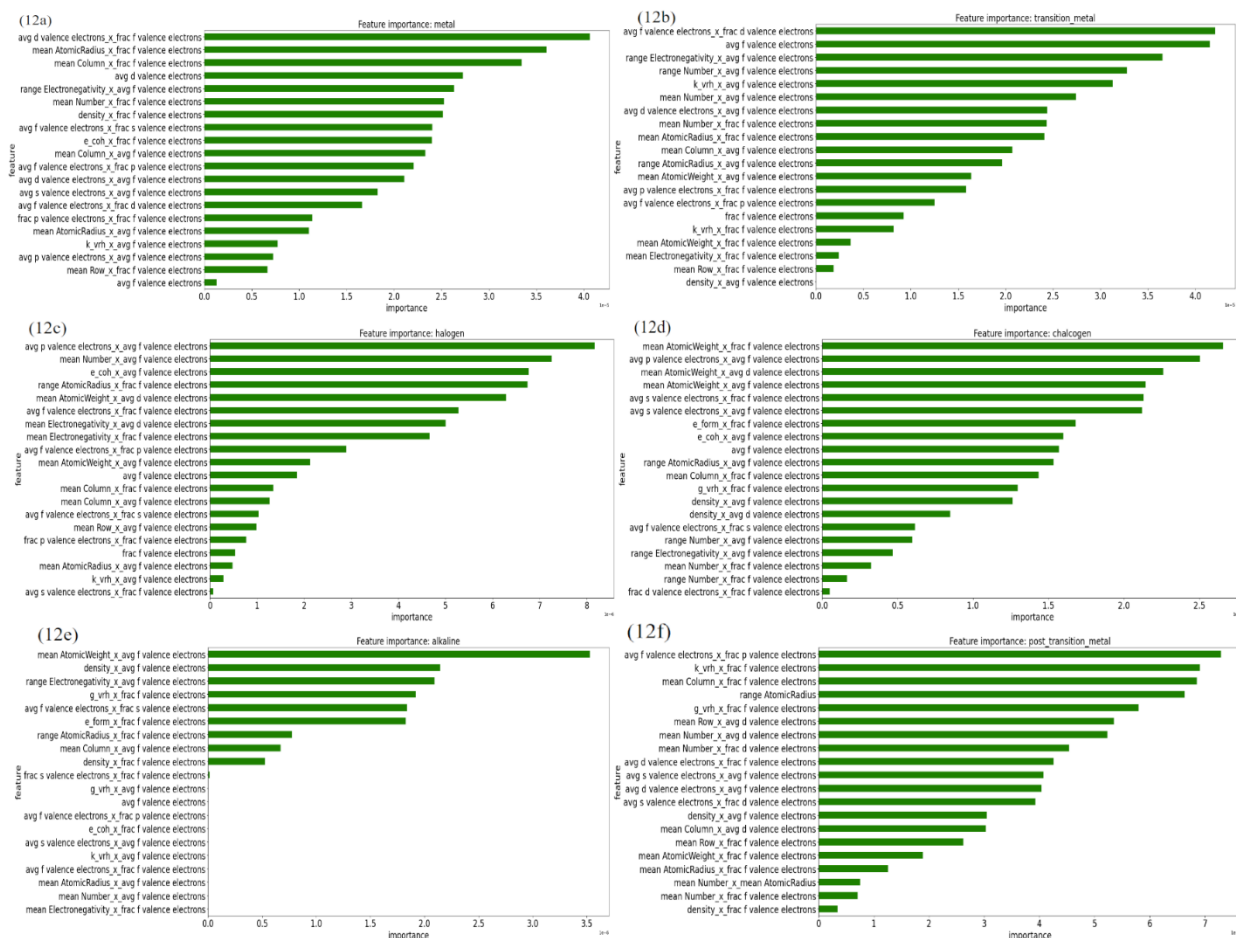 (12a)
Feature importance: metal
avg d valence electrons_x_frac f valence electrons
mean AtomicRadius_x_frac f valence electrons
mean Column_x_frac f valence electrons
avg d valence electrons
range Electronegativity_x_avg f valence electrons
mean Number_x_frac f valence electrons
density_x_frac f valence electrons
avg f valence electrons_x_frac s valence electrons
e_coh_x_frac f valence electrons
mean Column_x_avg f valence electrons
avg f valence electrons_x_frac p valence electrons
avg d valence electrons_x_avg f valence electrons
avg s valence electrons_x_avg f valence electrons
avg f valence electrons_x_frac d valence electrons
frac p valence electrons_x_frac f valence electrons
mean AtomicRadius_x_avg f valence electrons
k_vrh_x_avg f valence electrons
avg p valence electrons_x_avg f valence electrons
mean Row_x_frac f valence electrons
avg f valence electrons
feature
0.0 0.5 1.0 1.5 2.0 2.5 3.0 3.5 4.0
importance
(12b)
Feature importance: transition_metal
avg f valence electrons_x_frac d valence electrons
avg f valence electrons
range Electronegativity_x_avg f valence electrons
range Number_x_avg f valence electrons
k_vrh_x_avg f valence electrons
mean Number_x_avg f valence electrons
avg d valence electrons_x_avg f valence electrons
mean Number_x_frac f valence electrons
mean AtomicRadius_x_frac f valence electrons
mean Column_x_avg f valence electrons
range AtomicRadius_x_avg f valence electrons
mean AtomicWeight_x_avg f valence electrons
avg p valence electrons_x_frac f valence electrons
avg f valence electrons_x_frac p valence electrons
frac f valence electrons
k_vrh_x_frac f valence electrons
mean AtomicWeight_x_frac f valence electrons
mean Electronegativity_x_frac f valence electrons
mean Row_x_frac f valence electrons
density_x_avg f valence electrons
feature
0.0 0.5 1.0 1.5 2.0 2.5 3.0 3.5 4.0
importance
(12c)
Feature importance: halogen
avg p valence electrons_x_avg f valence electrons
mean Number_x_avg f valence electrons
e_coh_x_avg f valence electrons
range AtomicRadius_x_frac f valence electrons
mean AtomicWeight_x_avg d valence electrons
avg f valence electrons_x_frac f valence electrons
mean Electronegativity_x_avg d valence electrons
mean Electronegativity_x_frac f valence electrons
avg f valence electrons_x_frac p valence electrons
mean AtomicWeight_x_avg f valence electrons
avg f valence electrons
mean Column_x_frac f valence electrons
mean Column_x_avg f valence electrons
avg f valence electrons_x_frac s valence electrons
mean Row_x_avg f valence electrons
frac p valence electrons_x_frac f valence electrons
frac f valence electrons
mean AtomicRadius_x_avg f valence electrons
k_vrh_x_avg f valence electrons
avg s valence electrons_x_frac f valence electrons
feature
0 1 2 3 4 5 6 7 8
importance
(12d)
Feature importance: chalcogen
mean AtomicWeight_x_frac f valence electrons
avg p valence electrons_x_avg f valence electrons
mean AtomicWeight_x_avg d valence electrons
mean AtomicWeight_x_avg f valence electrons
avg s valence electrons_x_frac f valence electrons
avg s valence electrons_x_avg f valence electrons
e_form_x_frac f valence electrons
e_coh_x_avg f valence electrons
avg f valence electrons
range AtomicRadius_x_avg f valence electrons
mean Column_x_frac f valence electrons
g_vrh_x_frac f valence electrons
density_x_avg f valence electrons
density_x_avg d valence electrons
avg f valence electrons_x_frac s valence electrons
range Number_x_avg f valence electrons
range Electronegativity_x_avg f valence electrons
mean Number_x_frac f valence electrons
range Number_x_frac f valence electrons
frac d valence electrons_x_frac f valence electrons
feature
0.0 0.5 1.0 1.5 2.0 2.5
importance
(12e)
Feature importance: alkaline
mean AtomicWeight_x_avg f valence electrons
density_x_avg f valence electrons
range Electronegativity_x_avg f valence electrons
g_vrh_x_frac f valence electrons
avg f valence electrons_x_frac s valence electrons
e_form_x_frac f valence electrons
range AtomicRadius_x_frac f valence electrons
mean Column_x_avg f valence electrons
density_x_frac f valence electrons
frac s valence electrons_x_frac f valence electrons
g_vrh_x_avg f valence electrons
avg f valence electrons
avg f valence electrons_x_frac p valence electrons
e_coh_x_frac f valence electrons
avg s valence electrons_x_avg f valence electrons
k_vrh_x_avg f valence electrons
avg f valence electrons_x_frac f valence electrons
mean AtomicRadius_x_avg f valence electrons
mean Number_x_avg f valence electrons
mean Electronegativity_x_frac f valence electrons
feature
0.0 0.5 1.0 1.5 2.0 2.5 3.0 3.5
importance
(12f)
Feature importance: post_transition_metal
avg f valence electrons_x_frac p valence electrons
k_vrh_x_frac f valence electrons
mean Column_x_frac f valence electrons
range AtomicRadius
g_vrh_x_frac f valence electrons
mean Row_x_avg d valence electrons
mean Number_x_avg d valence electrons
mean Number_x_frac d valence electrons
avg d valence electrons_x_frac f valence electrons
avg s valence electrons_x_avg f valence electrons
avg d valence electrons_x_avg f valence electrons
avg s valence electrons_x_frac d valence electrons
density_x_avg f valence electrons
mean Column_x_avg d valence electrons
mean Row_x_frac f valence electrons
mean AtomicWeight_x_frac f valence electrons
mean AtomicRadius_x_frac f valence electrons
mean Number_x_mean AtomicRadius
mean Number_x_frac f valence electrons
density_x_frac f valence electrons
feature
0 1 2 3 4 5 6 7
importance